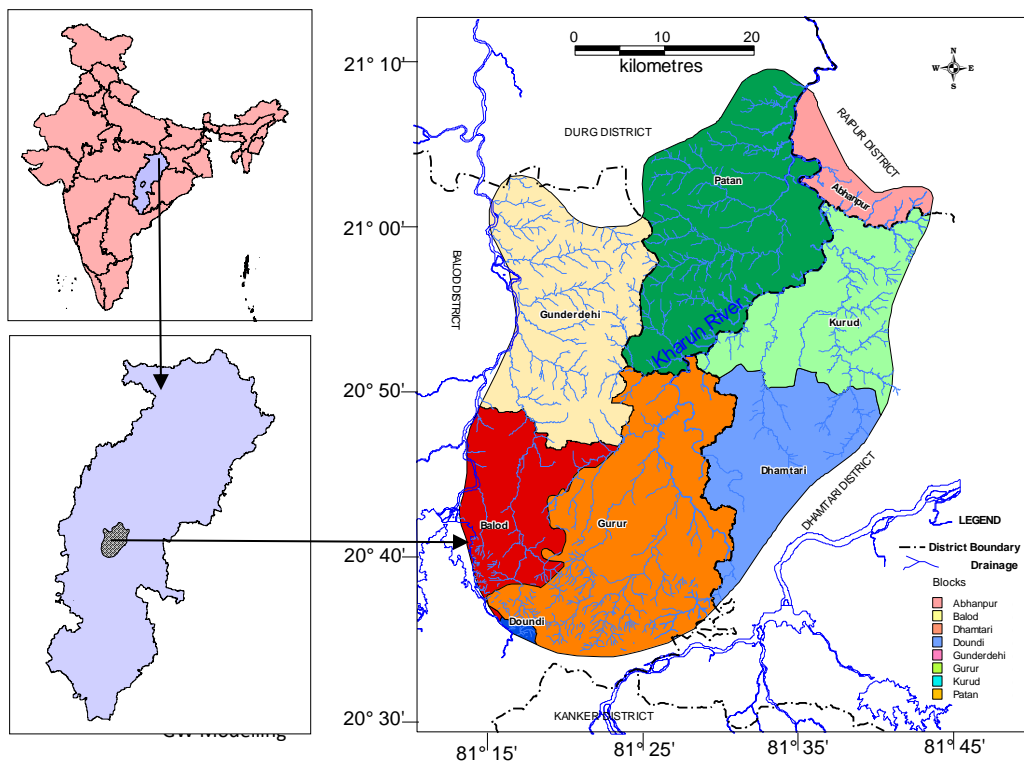 0 10 20
kilometres
N
W E
S
21° 10'
21° 00'
20° 50'
20° 40'
20° 30'
DURG DISTRICT
RAIPUR DISTRICT
BALOD DISTRICT
DHAMTARI DISTRICT
KANKER DISTRICT
Patan
Abhanpur
Gunderdehi
Kurud
Kharun River
Dhamtari
Balod
Gurur
Doundi
LEGEND
District Boundary
Drainage
Blocks
Abhanpur
Balod
Dhamtari
Doundi
Gunderdehi
Gurur
Kurud
Patan
81° 15' 81° 25' 81° 35' 81° 45'
GW Modelling